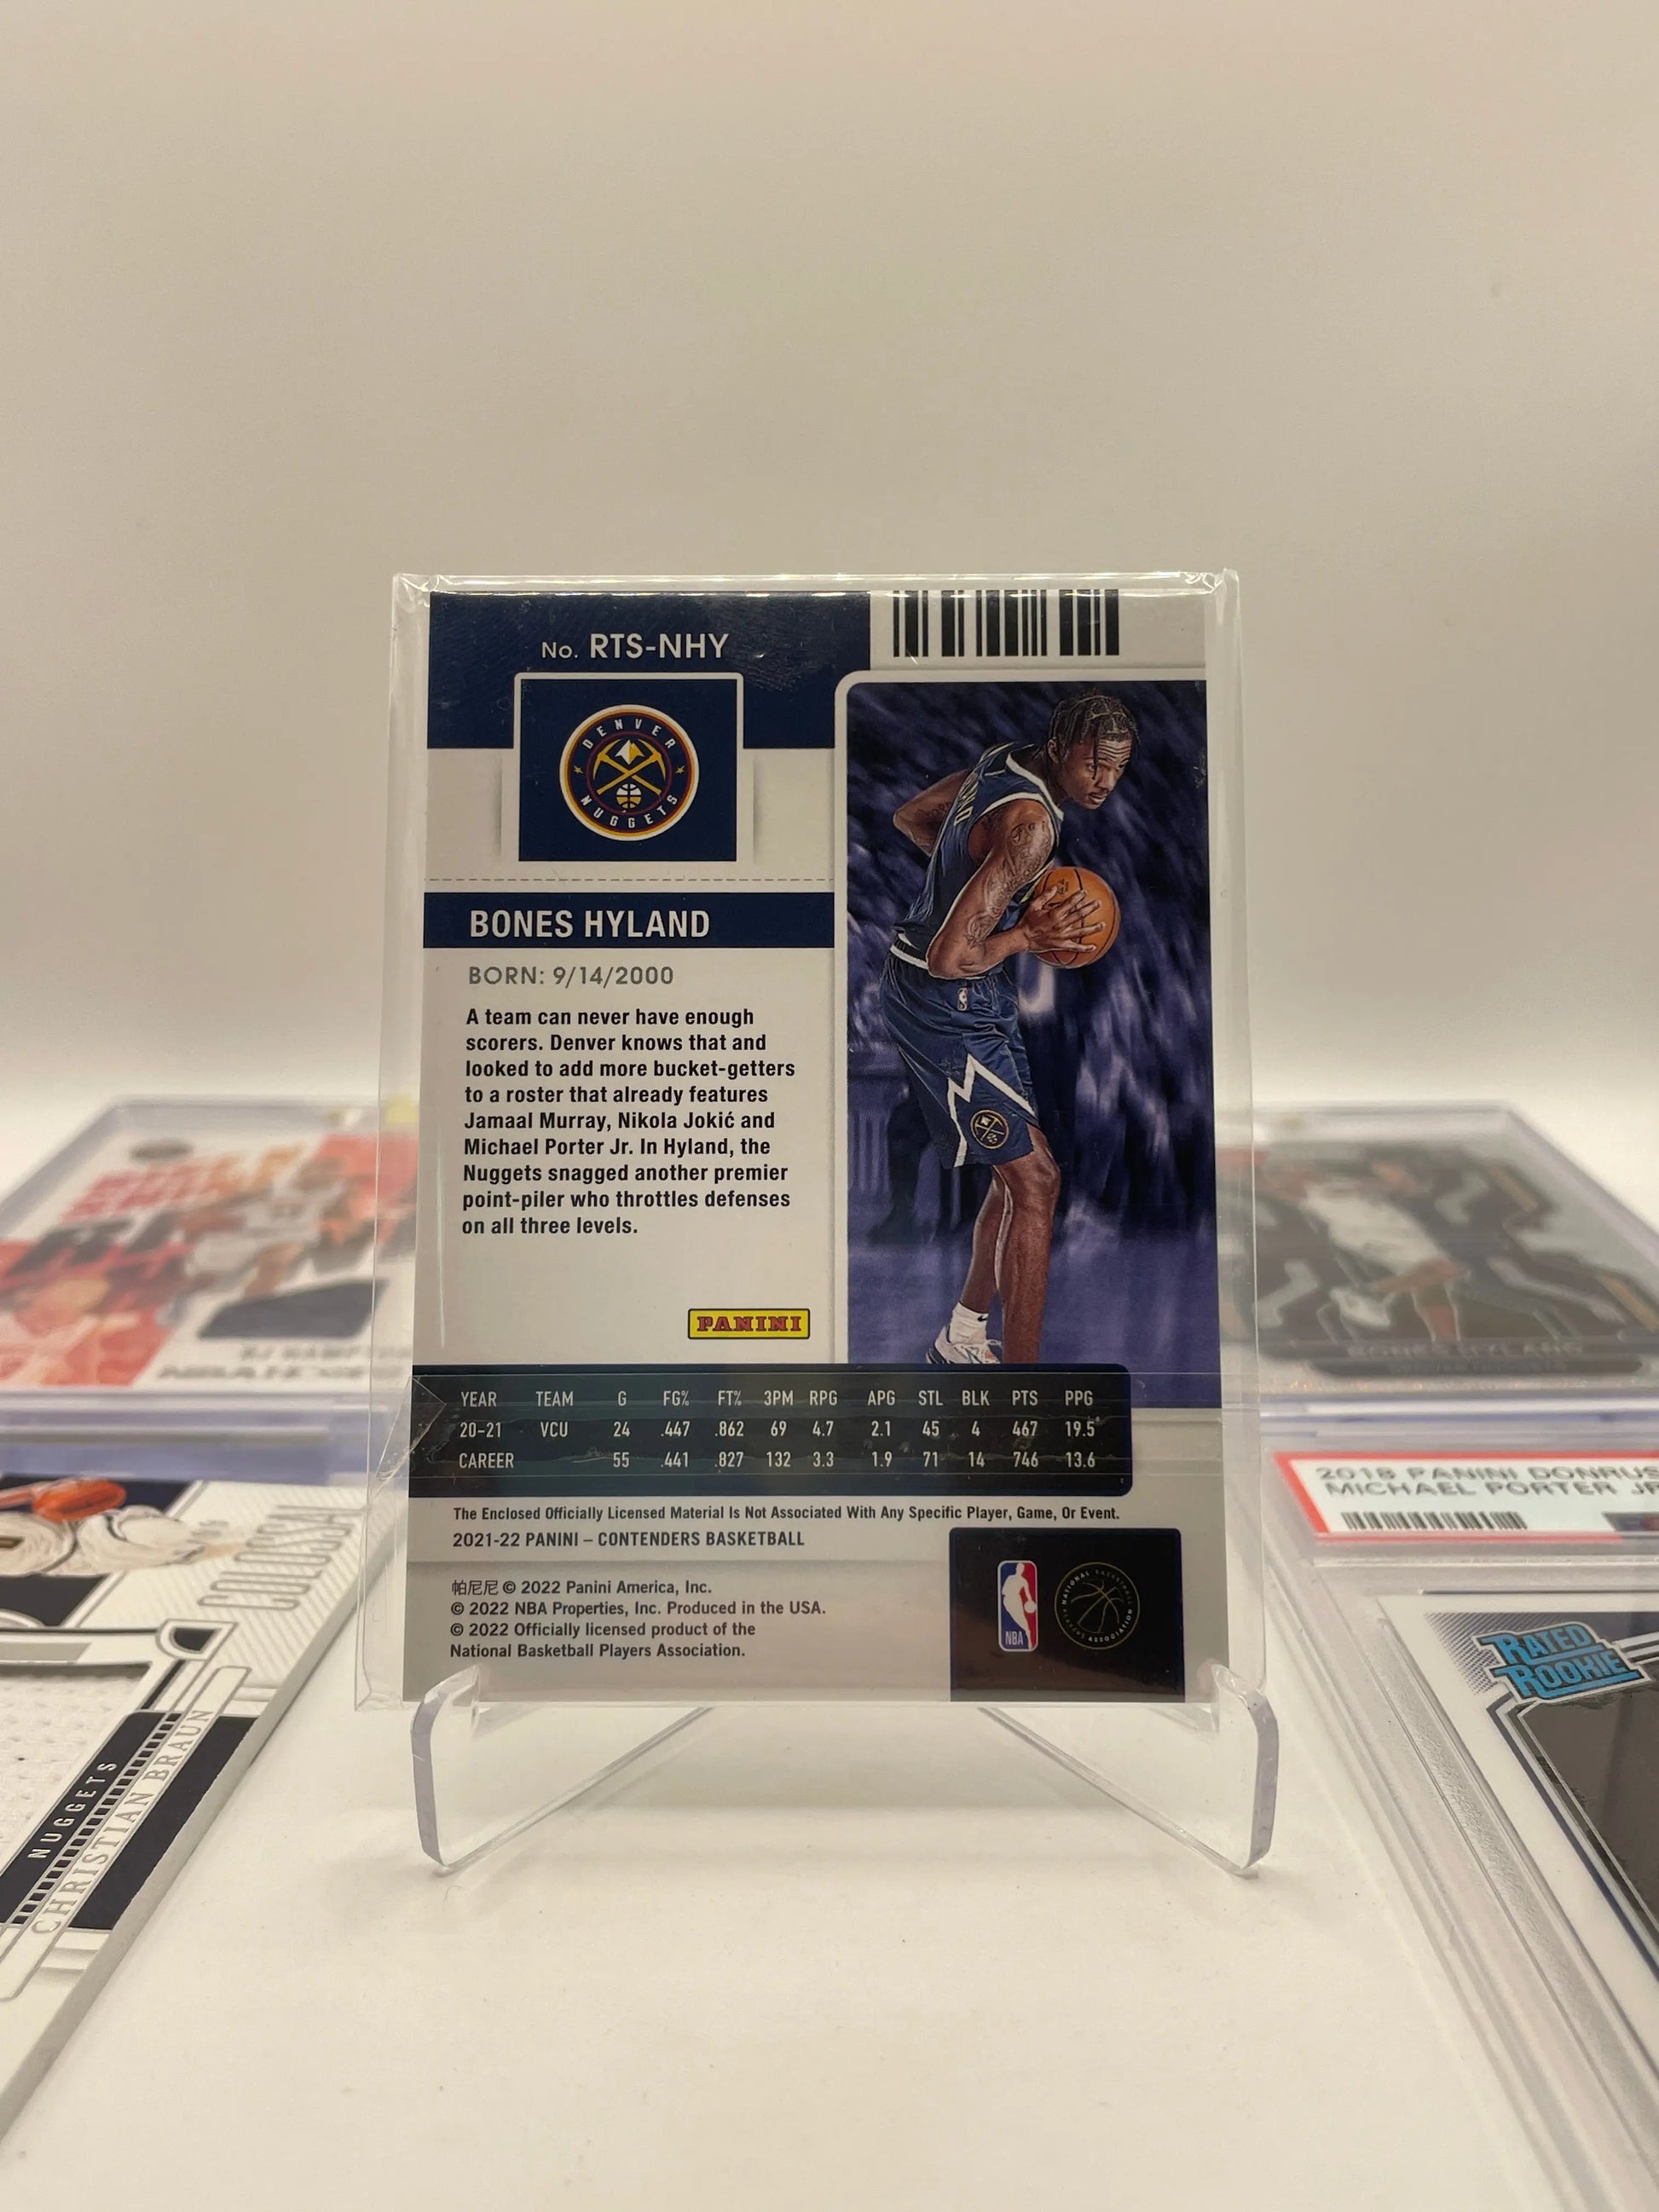 No. RTS-NHY
DENVER
NUGGETS
BONES HYLAND
BORN: 9/14/2000
A team can never have enough
scorers. Denver knows that and
looked to add more bucket-getters
to a roster that already features
Jamaal Murray, Nikola Jokić and
Michael Porter Jr. In Hyland, the
Nuggets snagged another premier
point-piler who throttles defenses
on all three levels.
PANINI
YEAR TEAM G FG% FT% 3PM RPG APG STL BLK PTS PPG
20-21 VCU 24 .447 .862 69 4.7 2.1 45 4 467 19.5
CAREER 55 .441 .827 132 3.3 1.9 71 14 746 13.6
The Enclosed Officially Licensed Material Is Not Associated With Any Specific Player, Game, Or Event.
2021-22 PANINI – CONTENDERS BASKETBALL
帕尼尼 © 2022 Panini America, Inc.
© 2022 NBA Properties, Inc. Produced in the USA.
© 2022 Officially licensed product of the
National Basketball Players Association.
NBA
NATIONAL BASKETBALL
PLAYERS ASSOCIATION
BONES HYLAND
COLOSSAL
NUGGETS
CHRISTIAN BRAUN
2018 PANINI DONRUSS
MICHAEL PORTER JR
RATED
ROOKIE